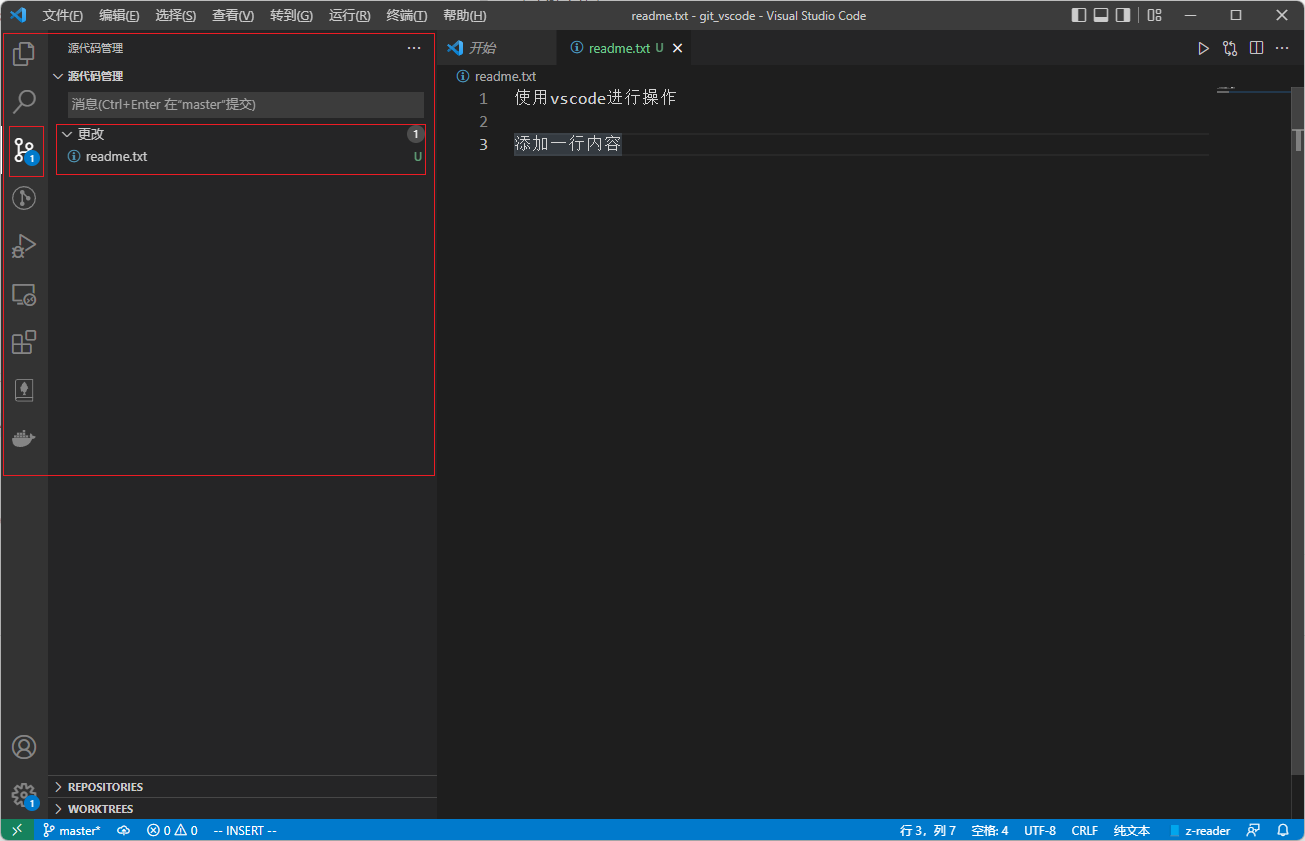 文件(F) 编辑(E) 选择(S) 查看(V) 转到(G) 运行(R) 终端(T) 帮助(H) readme.txt - git_vscode - Visual Studio Code
源代码管理
源代码管理
消息(Ctrl+Enter 在"master"提交)
更改 1
readme.txt U
1
开始 readme.txt U
readme.txt
1 使用vscode进行操作
2
3 添加一行内容
REPOSITORIES
WORKTREES
1
master* 0 0 -- INSERT -- 行 3，列 7 空格: 4 UTF-8 CRLF 纯文本 z-reader